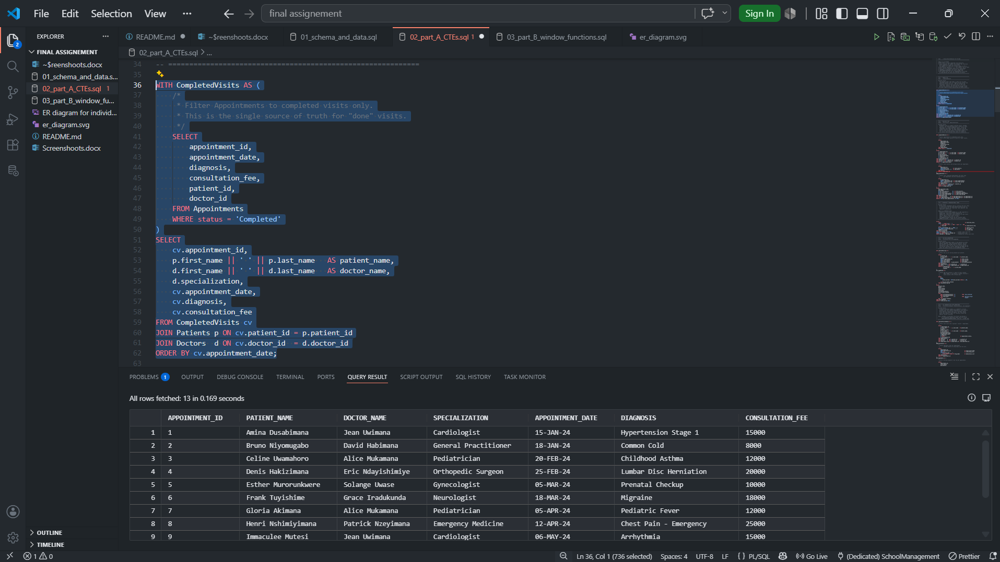 File Edit Selection View ... final assignement Sign In
EXPLORER ...
FINAL ASSIGNEMENT
~$reenshoots.docx
01_schema_and_data.s...
02_part_A_CTEs.sql 1
03_part_B_window_fu...
ER diagram for individ...
er_diagram.svg
README.md
Screenshoots.docx
OUTLINE
TIMELINE
README.md ~$reenshoots.docx 01_schema_and_data.sql 02_part_A_CTEs.sql 1 03_part_B_window_functions.sql er_diagram.svg
02_part_A_CTEs.sql > ...
34 -- ============================================================
35
36 WITH CompletedVisits AS (
37 /*
38 * Filter Appointments to completed visits only.
39 * This is the single source of truth for "done" visits.
40 */
41 SELECT
42 appointment_id,
43 appointment_date,
44 diagnosis,
45 consultation_fee,
46 patient_id,
47 doctor_id
48 FROM Appointments
49 WHERE status = 'Completed'
50 )
51 SELECT
52 cv.appointment_id,
53 p.first_name || ' ' || p.last_name AS patient_name,
54 d.first_name || ' ' || d.last_name AS doctor_name,
55 d.specialization,
56 cv.appointment_date,
57 cv.diagnosis,
58 cv.consultation_fee
59 FROM CompletedVisits cv
60 JOIN Patients p ON cv.patient_id = p.patient_id
61 JOIN Doctors d ON cv.doctor_id = d.doctor_id
62 ORDER BY cv.appointment_date;
63
PROBLEMS 1 OUTPUT DEBUG CONSOLE TERMINAL PORTS QUERY RESULT SCRIPT OUTPUT SQL HISTORY TASK MONITOR
All rows fetched: 13 in 0.169 seconds
APPOINTMENT_ID PATIENT_NAME DOCTOR_NAME SPECIALIZATION APPOINTMENT_DATE DIAGNOSIS CONSULTATION_FEE
1 1 Amina Dusabimana Jean Uwimana Cardiologist 15-JAN-24 Hypertension Stage 1 15000
2 2 Bruno Niyomugabo David Habimana General Practitioner 18-JAN-24 Common Cold 8000
3 3 Celine Uwamahoro Alice Mukamana Pediatrician 20-FEB-24 Childhood Asthma 12000
4 4 Denis Hakizimana Eric Ndayishimiye Orthopedic Surgeon 25-FEB-24 Lumbar Disc Herniation 20000
5 5 Esther Murorunkwere Solange Uwase Gynecologist 05-MAR-24 Prenatal Checkup 10000
6 6 Frank Tuyishime Grace Iradukunda Neurologist 18-MAR-24 Migraine 18000
7 7 Gloria Akimana Alice Mukamana Pediatrician 05-APR-24 Pediatric Fever 12000
8 8 Henri Nshimiyimana Patrick Nzeyimana Emergency Medicine 12-APR-24 Chest Pain - Emergency 25000
9 9 Immaculee Mutesi Jean Uwimana Cardiologist 06-MAY-24 Arrhythmia 15000
1 0 Ln 36, Col 1 (736 selected) Spaces: 4 UTF-8 LF { } PL/SQL Go Live (Dedicated) SchoolManagement Prettier
2